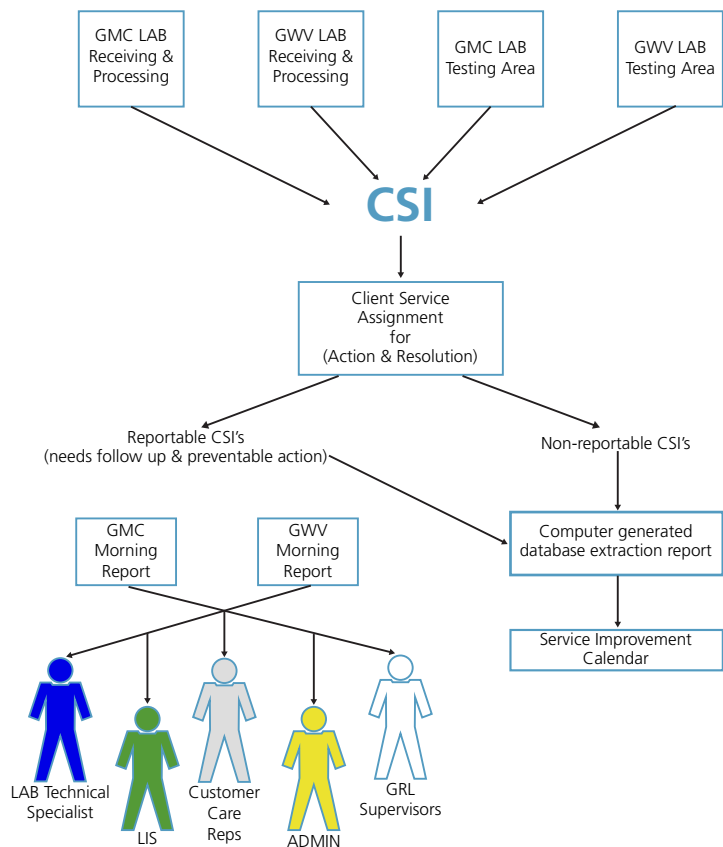 GMC LAB
Receiving &
Processing
GWV LAB
Receiving &
Processing
GMC LAB
Testing Area
GWV LAB
Testing Area
CSI
Client Service
Assignment
for
(Action & Resolution)
Reportable CSI's
(needs follow up & preventable action)
Non-reportable CSI's
GMC
Morning
Report
GWV
Morning
Report
Computer generated
database extraction report
Service Improvement
Calendar
LAB Technical
Specialist
LIS
Customer
Care
Reps
ADMIN
GRL
Supervisors